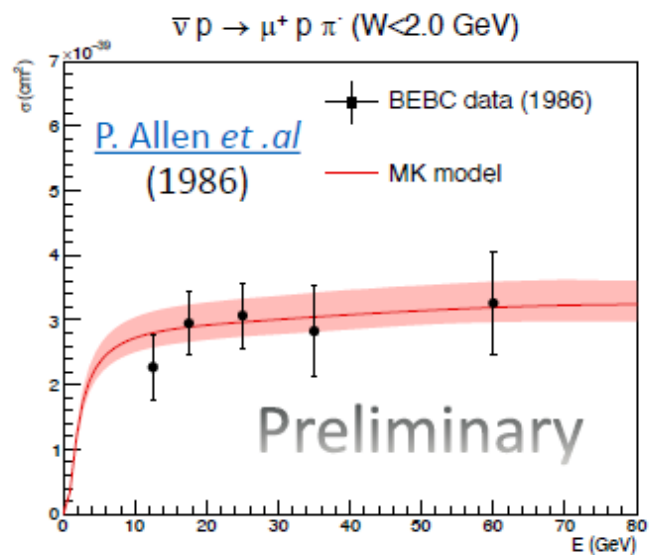 ν̄ p → μ⁺ p π⁻ (W<2.0 GeV)
×10⁻³⁹
σ(cm²)
7
6
5
4
3
2
1
0
P. Allen et .al
(1986)
BEBC data (1986)
MK model
Preliminary
0 10 20 30 40 50 60 70 80
E (GeV)